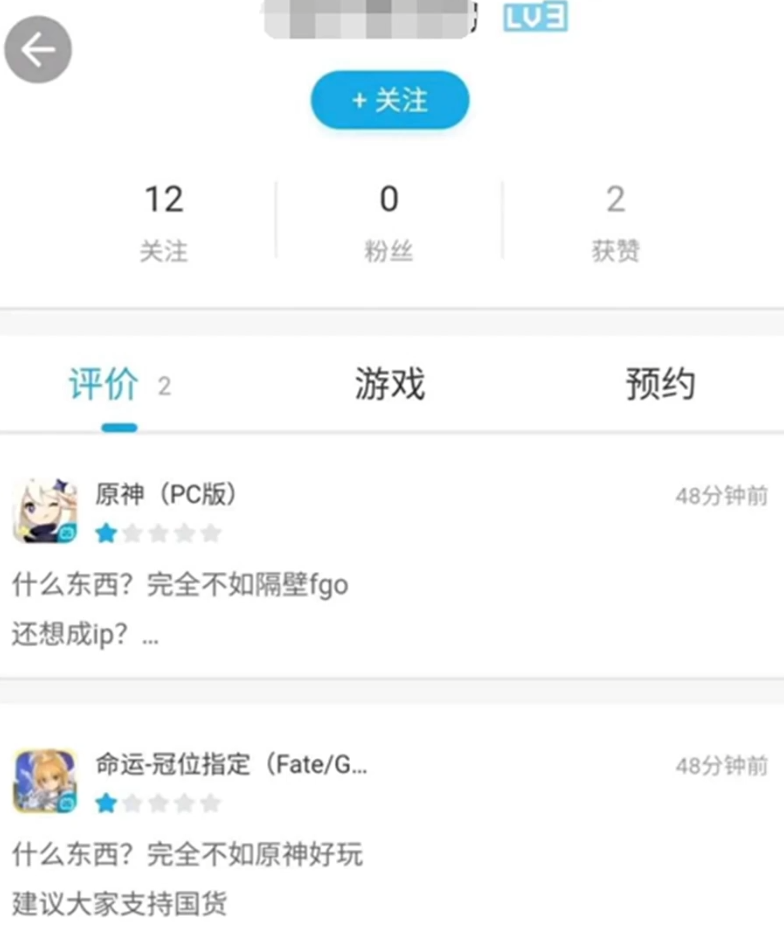 LV3
+ 关注
12
0
2
关注
粉丝
获赞
评价 2
游戏
预约
原神（PC版）
48分钟前
什么东西？完全不如隔壁fgo
还想成ip？...
命运-冠位指定（Fate/G...
48分钟前
什么东西？完全不如原神好玩
建议大家支持国货